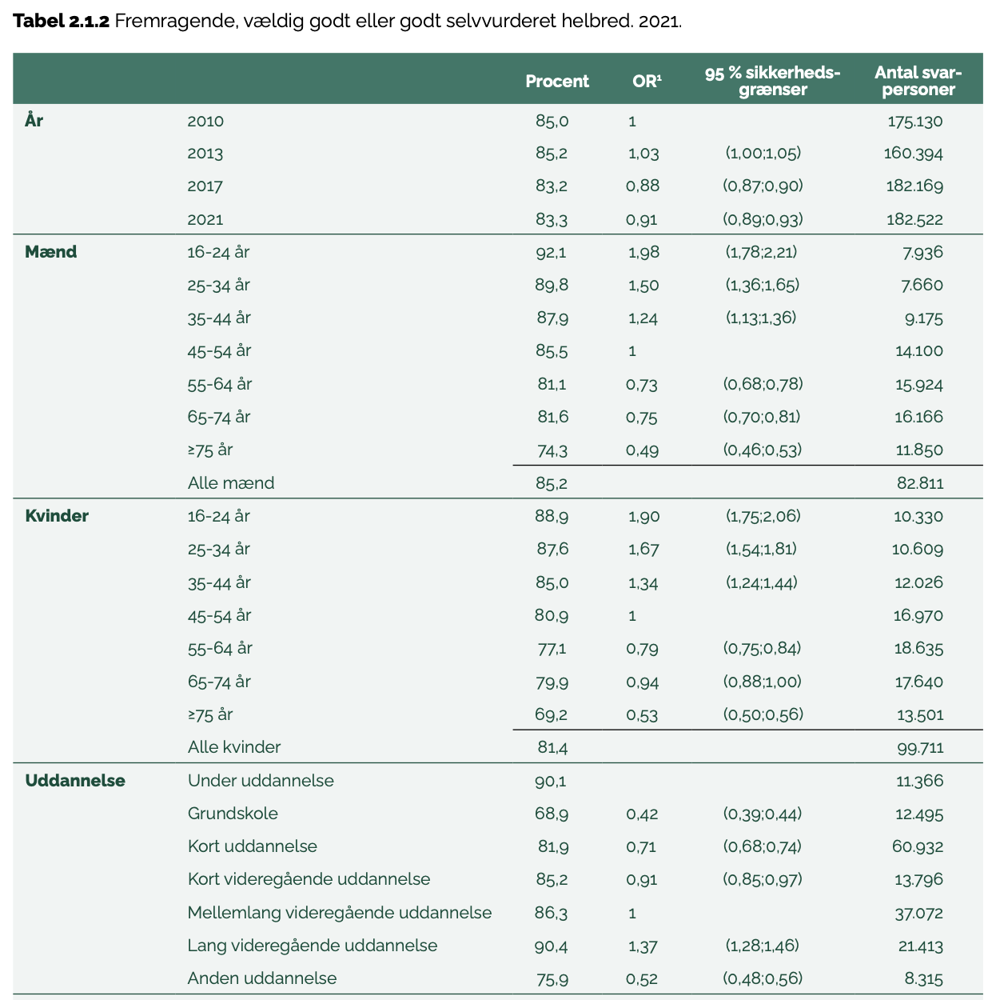 Tabel 2.1.2 Fremragende, vældig godt eller godt selvvurderet helbred. 2021.
Procent OR¹ 95 % sikkerheds-grænser Antal svar-personer
År 2010 85,0 1 175.130
2013 85,2 1,03 (1,00;1,05) 160.394
2017 83,2 0,88 (0,87;0,90) 182.169
2021 83,3 0,91 (0,89;0,93) 182.522
Mænd 16-24 år 92,1 1,98 (1,78;2,21) 7.936
25-34 år 89,8 1,50 (1,36;1,65) 7.660
35-44 år 87,9 1,24 (1,13;1,36) 9.175
45-54 år 85,5 1 14.100
55-64 år 81,1 0,73 (0,68;0,78) 15.924
65-74 år 81,6 0,75 (0,70;0,81) 16.166
≥75 år 74,3 0,49 (0,46;0,53) 11.850
Alle mænd 85,2 82.811
Kvinder 16-24 år 88,9 1,90 (1,75;2,06) 10.330
25-34 år 87,6 1,67 (1,54;1,81) 10.609
35-44 år 85,0 1,34 (1,24;1,44) 12.026
45-54 år 80,9 1 16.970
55-64 år 77,1 0,79 (0,75;0,84) 18.635
65-74 år 79,9 0,94 (0,88;1,00) 17.640
≥75 år 69,2 0,53 (0,50;0,56) 13.501
Alle kvinder 81,4 99.711
Uddannelse Under uddannelse 90,1 11.366
Grundskole 68,9 0,42 (0,39;0,44) 12.495
Kort uddannelse 81,9 0,71 (0,68;0,74) 60.932
Kort videregående uddannelse 85,2 0,91 (0,85;0,97) 13.796
Mellemlang videregående uddannelse 86,3 1 37.072
Lang videregående uddannelse 90,4 1,37 (1,28;1,46) 21.413
Anden uddannelse 75,9 0,52 (0,48;0,56) 8.315